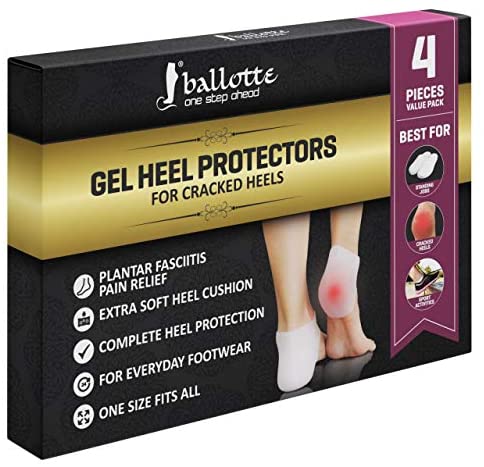 ballotte®
one step ahead
4
PIECES
VALUE PACK
BEST FOR
STANDING
JOBS
CRACKED
HEELS
SPORT
ACTIVITIES
GEL HEEL PROTECTORS
FOR CRACKED HEELS
PLANTAR FASCIITIS
PAIN RELIEF
EXTRA SOFT HEEL CUSHION
COMPLETE HEEL PROTECTION
FOR EVERYDAY FOOTWEAR
ONE SIZE FITS ALL